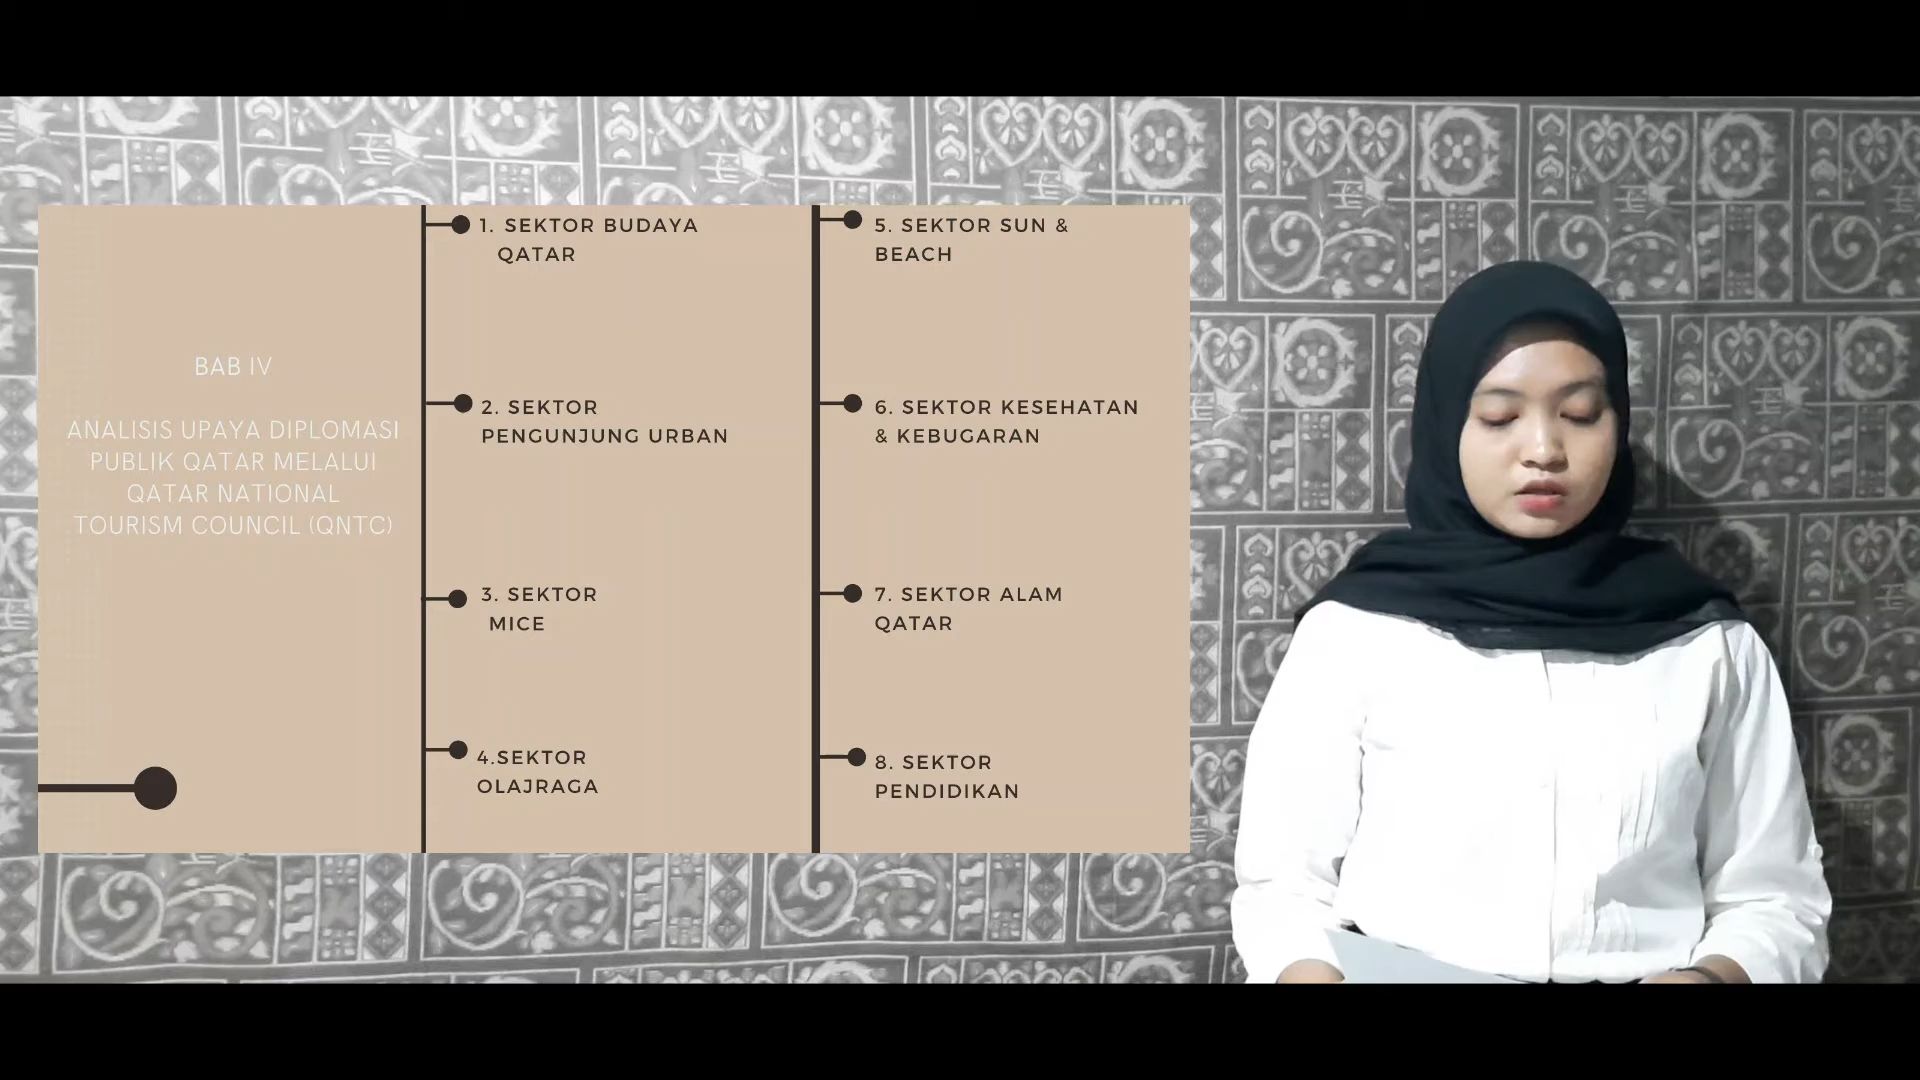 BAB IV
ANALISIS UPAYA DIPLOMASI
PUBLIK QATAR MELALUI
QATAR NATIONAL
TOURISM COUNCIL (QNTC)
1. SEKTOR BUDAYA
QATAR
2. SEKTOR
PENGUNJUNG URBAN
3. SEKTOR
MICE
4.SEKTOR
OLAJRAGA
5. SEKTOR SUN &
BEACH
6. SEKTOR KESEHATAN
& KEBUGARAN
7. SEKTOR ALAM
QATAR
8. SEKTOR
PENDIDIKAN